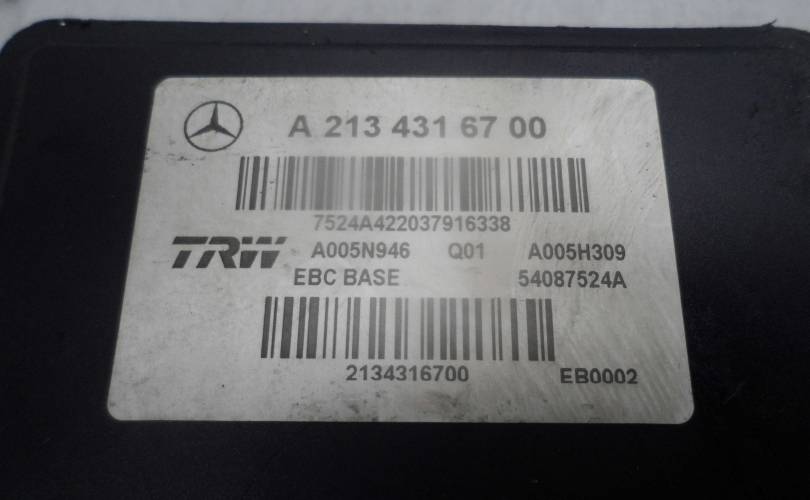 A 213 431 67 00
7524A422037916338
TRW A005N946 Q01 A005H309
EBC BASE 54087524A
2134316700 EB0002